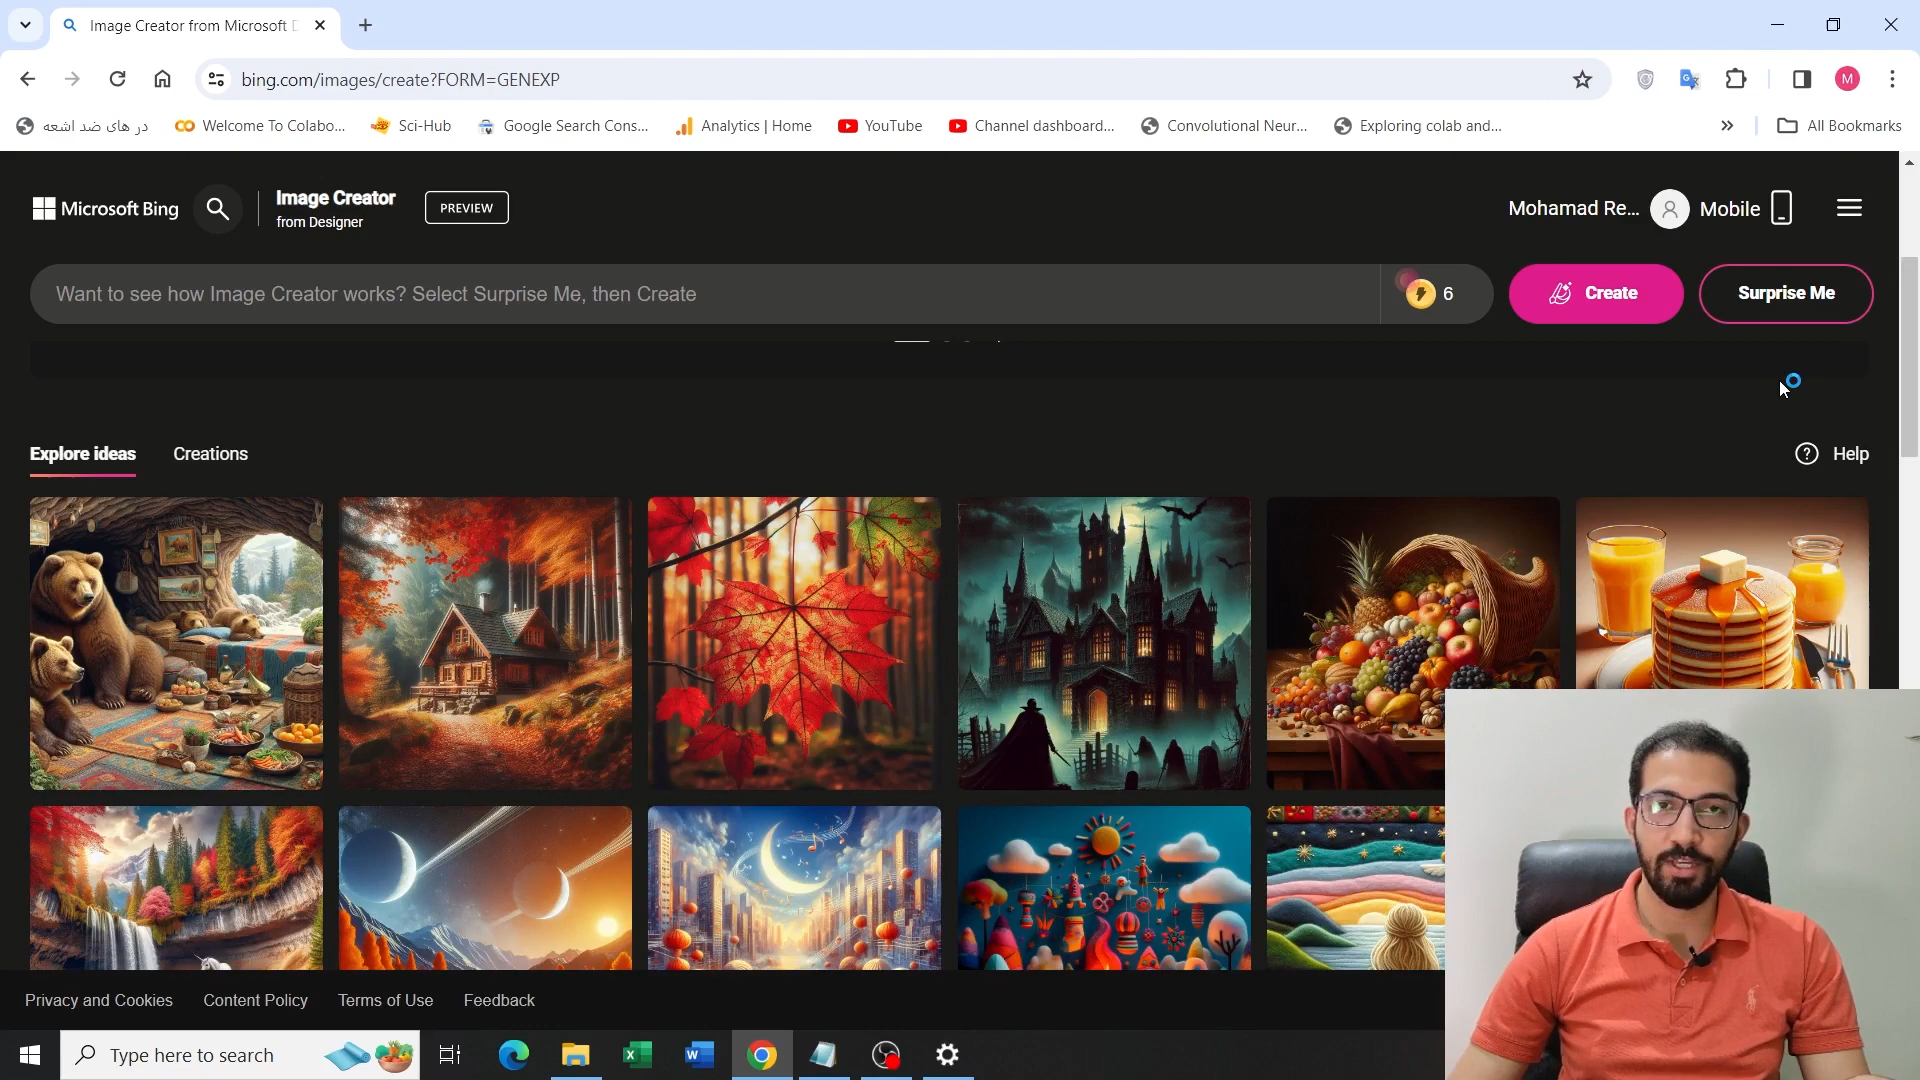 Image Creator from Microsoft D
bing.com/images/create?FORM=GENEXP
M
در های ضد اشعه
Welcome To Colabo...
Sci-Hub
Google Search Cons...
Analytics | Home
YouTube
Channel dashboard...
Convolutional Neur...
Exploring colab and...
All Bookmarks
Microsoft Bing
Image Creator
from Designer
PREVIEW
Mohamad Re...
Mobile
Want to see how Image Creator works? Select Surprise Me, then Create
6
Create
Surprise Me
Explore ideas
Creations
Help
Privacy and Cookies
Content Policy
Terms of Use
Feedback
Type here to search